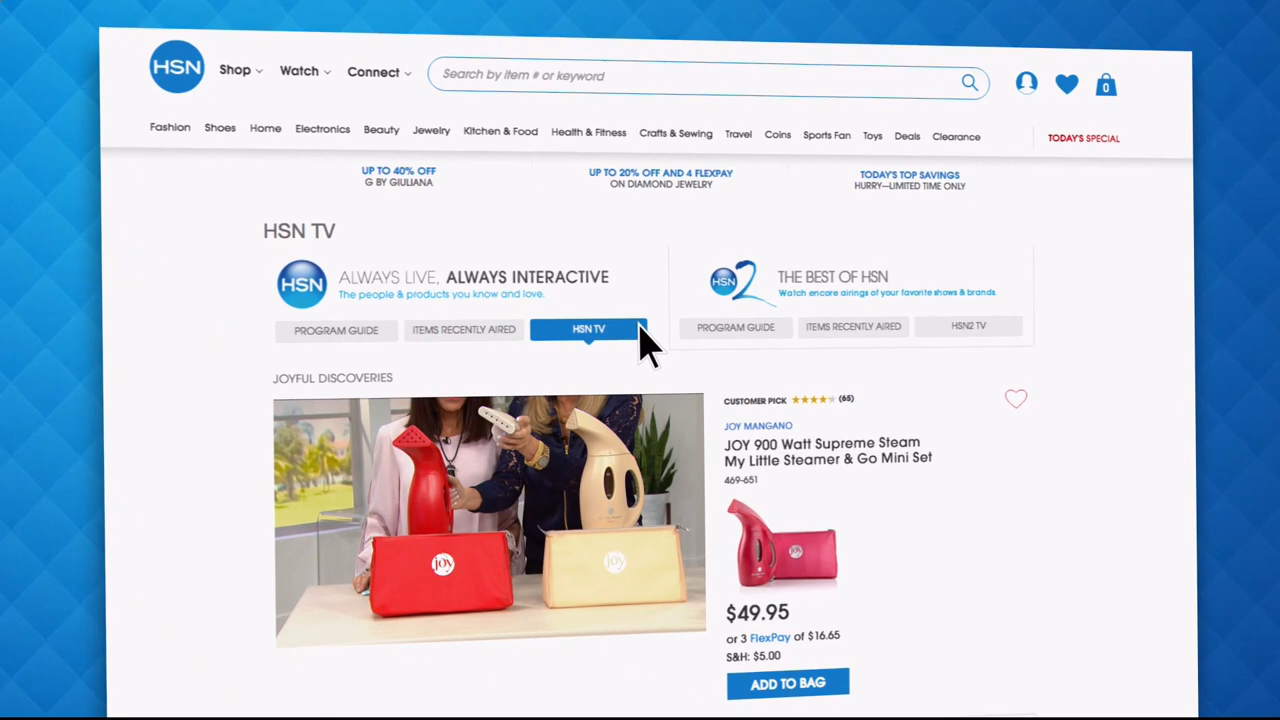 HSN
Shop
Watch
Connect
Search by item # or keyword
0
Fashion
Shoes
Home
Electronics
Beauty
Jewelry
Kitchen & Food
Health & Fitness
Crafts & Sewing
Travel
Coins
Sports Fan
Toys
Deals
Clearance
TODAY'S SPECIAL
UP TO 40% OFF
G BY GIULIANA
UP TO 20% OFF AND 4 FLEXPAY
ON DIAMOND JEWELRY
TODAY'S TOP SAVINGS
HURRY—LIMITED TIME ONLY
HSN TV
HSN
ALWAYS LIVE, ALWAYS INTERACTIVE
The people & products you know and love.
PROGRAM GUIDE
ITEMS RECENTLY AIRED
HSN TV
HSN2
THE BEST OF HSN
Watch encore airings of your favorite shows & brands.
PROGRAM GUIDE
ITEMS RECENTLY AIRED
HSN2 TV
JOYFUL DISCOVERIES
joy
joy
CUSTOMER PICK
(65)
JOY MANGANO
JOY 900 Watt Supreme Steam
My Little Steamer & Go Mini Set
469-651
joy
$49.95
or 3 FlexPay of $16.65
S&H: $5.00
ADD TO BAG